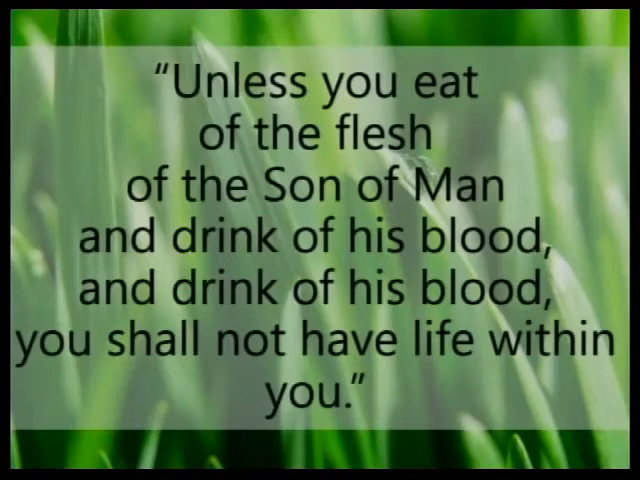 “Unless you eat
of the flesh
of the Son of Man
and drink of his blood,
and drink of his blood,
you shall not have life within
you.”